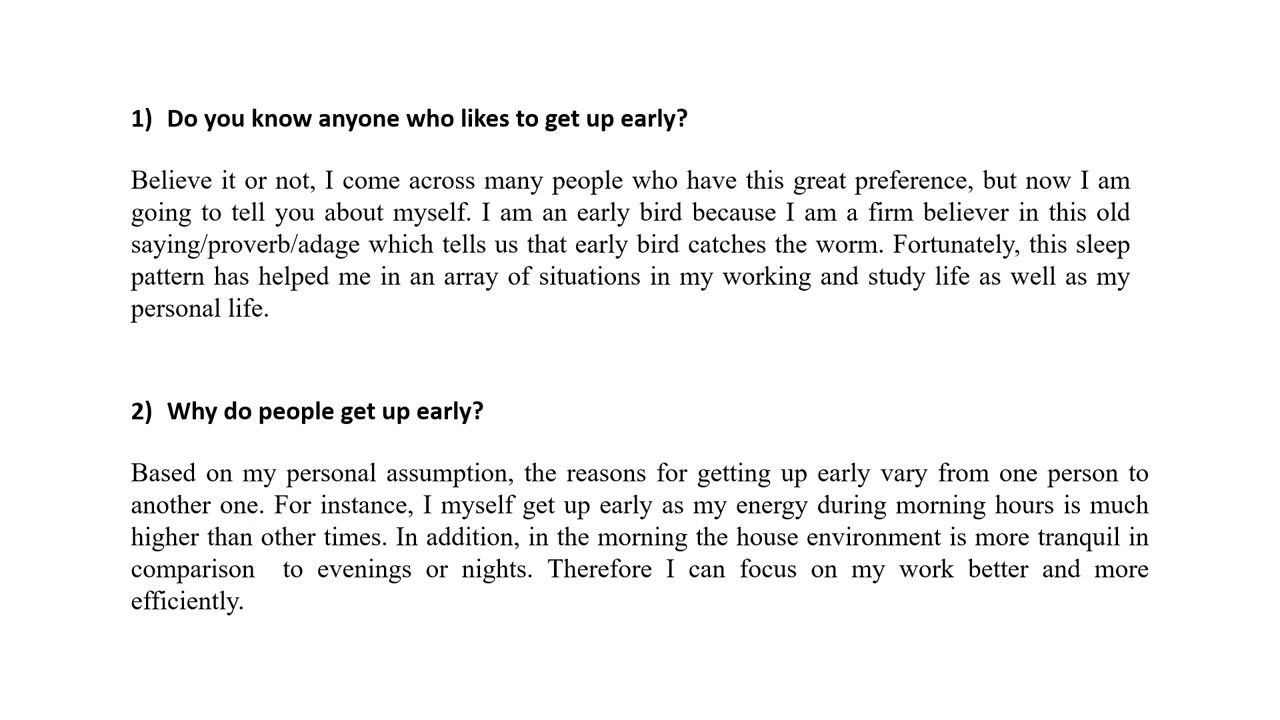 1) Do you know anyone who likes to get up early?
Believe it or not, I come across many people who have this great preference, but now I am
going to tell you about myself. I am an early bird because I am a firm believer in this old
saying/proverb/adage which tells us that early bird catches the worm. Fortunately, this sleep
pattern has helped me in an array of situations in my working and study life as well as my
personal life.
2) Why do people get up early?
Based on my personal assumption, the reasons for getting up early vary from one person to
another one. For instance, I myself get up early as my energy during morning hours is much
higher than other times. In addition, in the morning the house environment is more tranquil in
comparison to evenings or nights. Therefore I can focus on my work better and more
efficiently.